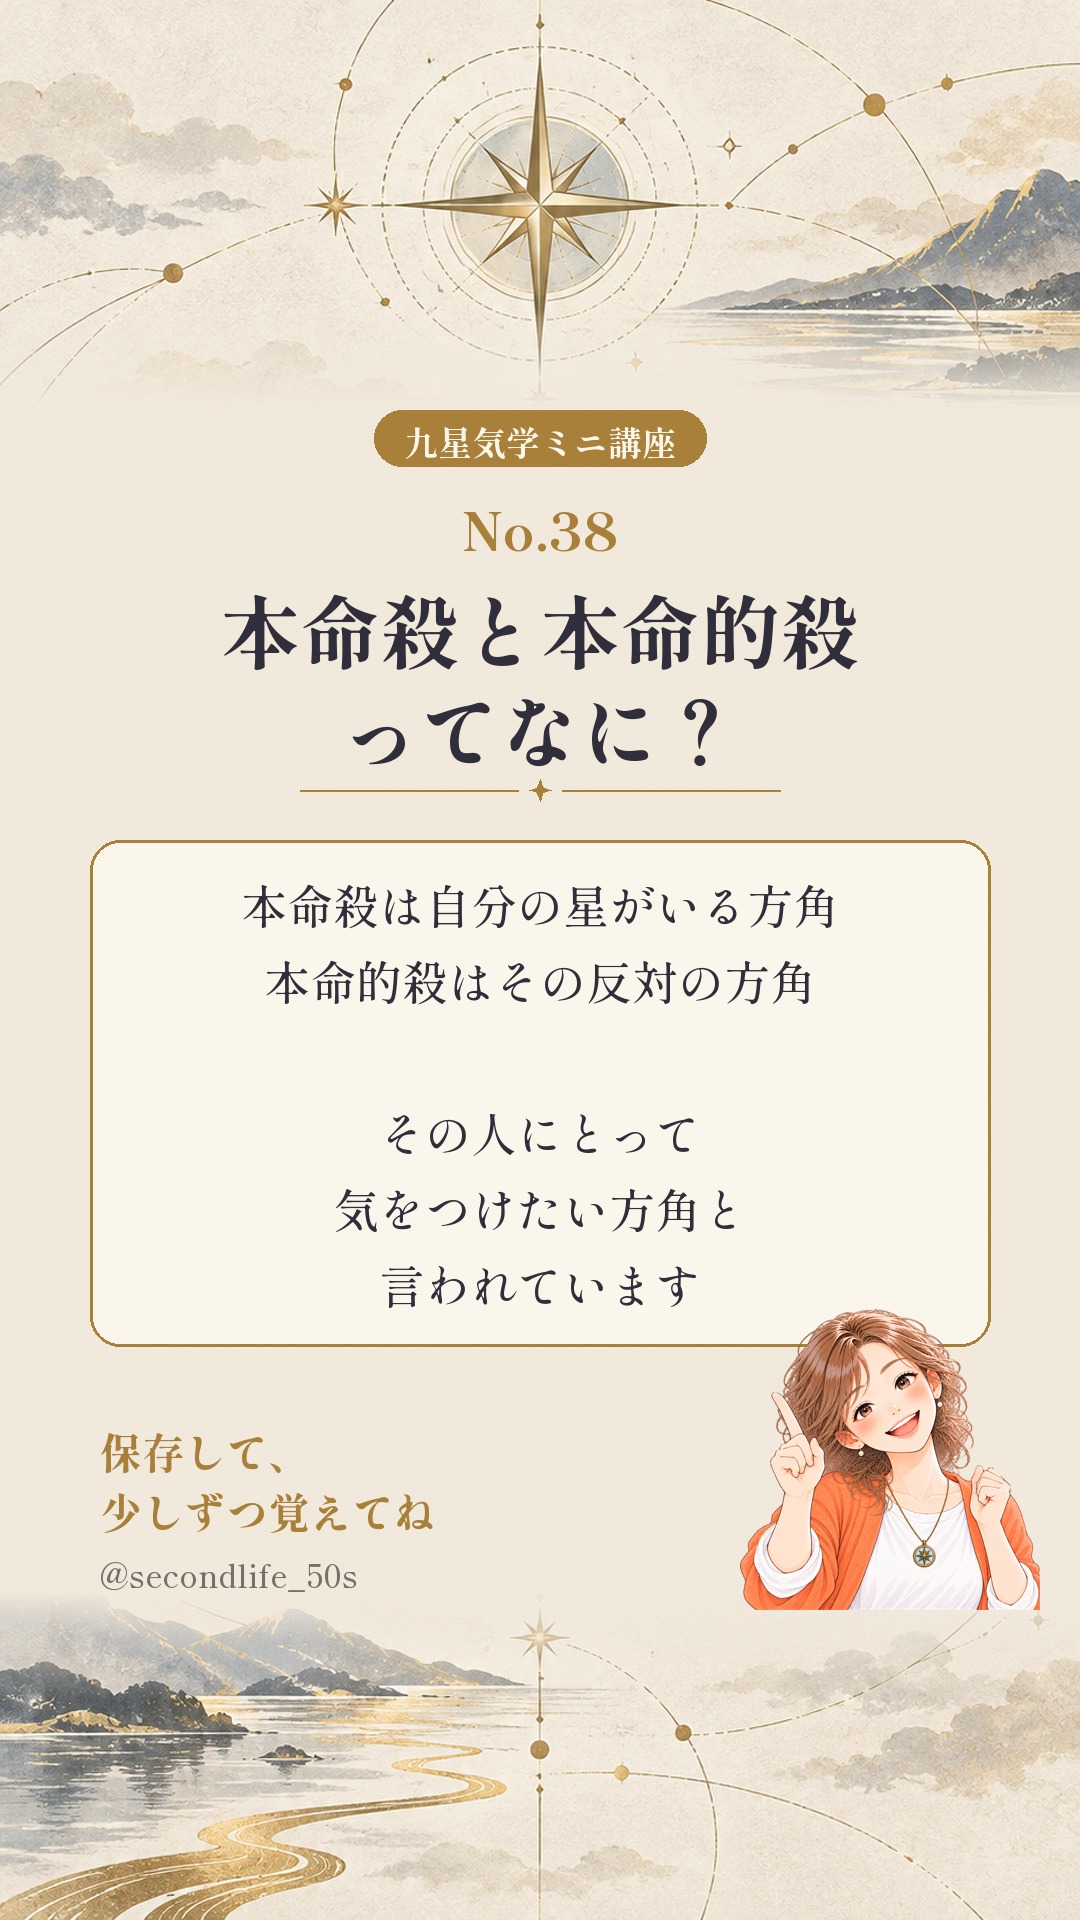 九星気学ミニ講座
No.38
本命殺と本命的殺
ってなに？
本命殺は自分の星がいる方角
本命的殺はその反対の方角
その人にとって
気をつけたい方角と
言われています
保存して、
少しずつ覚えてね
@secondlife_50s